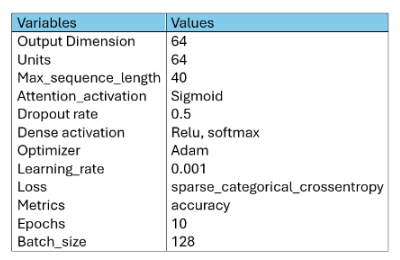 Variables Values
Output Dimension 64
Units 64
Max_sequence_length 40
Attention_activation Sigmoid
Dropout rate 0.5
Dense activation Relu, softmax
Optimizer Adam
Learning_rate 0.001
Loss sparse_categorical_crossentropy
Metrics accuracy
Epochs 10
Batch_size 128